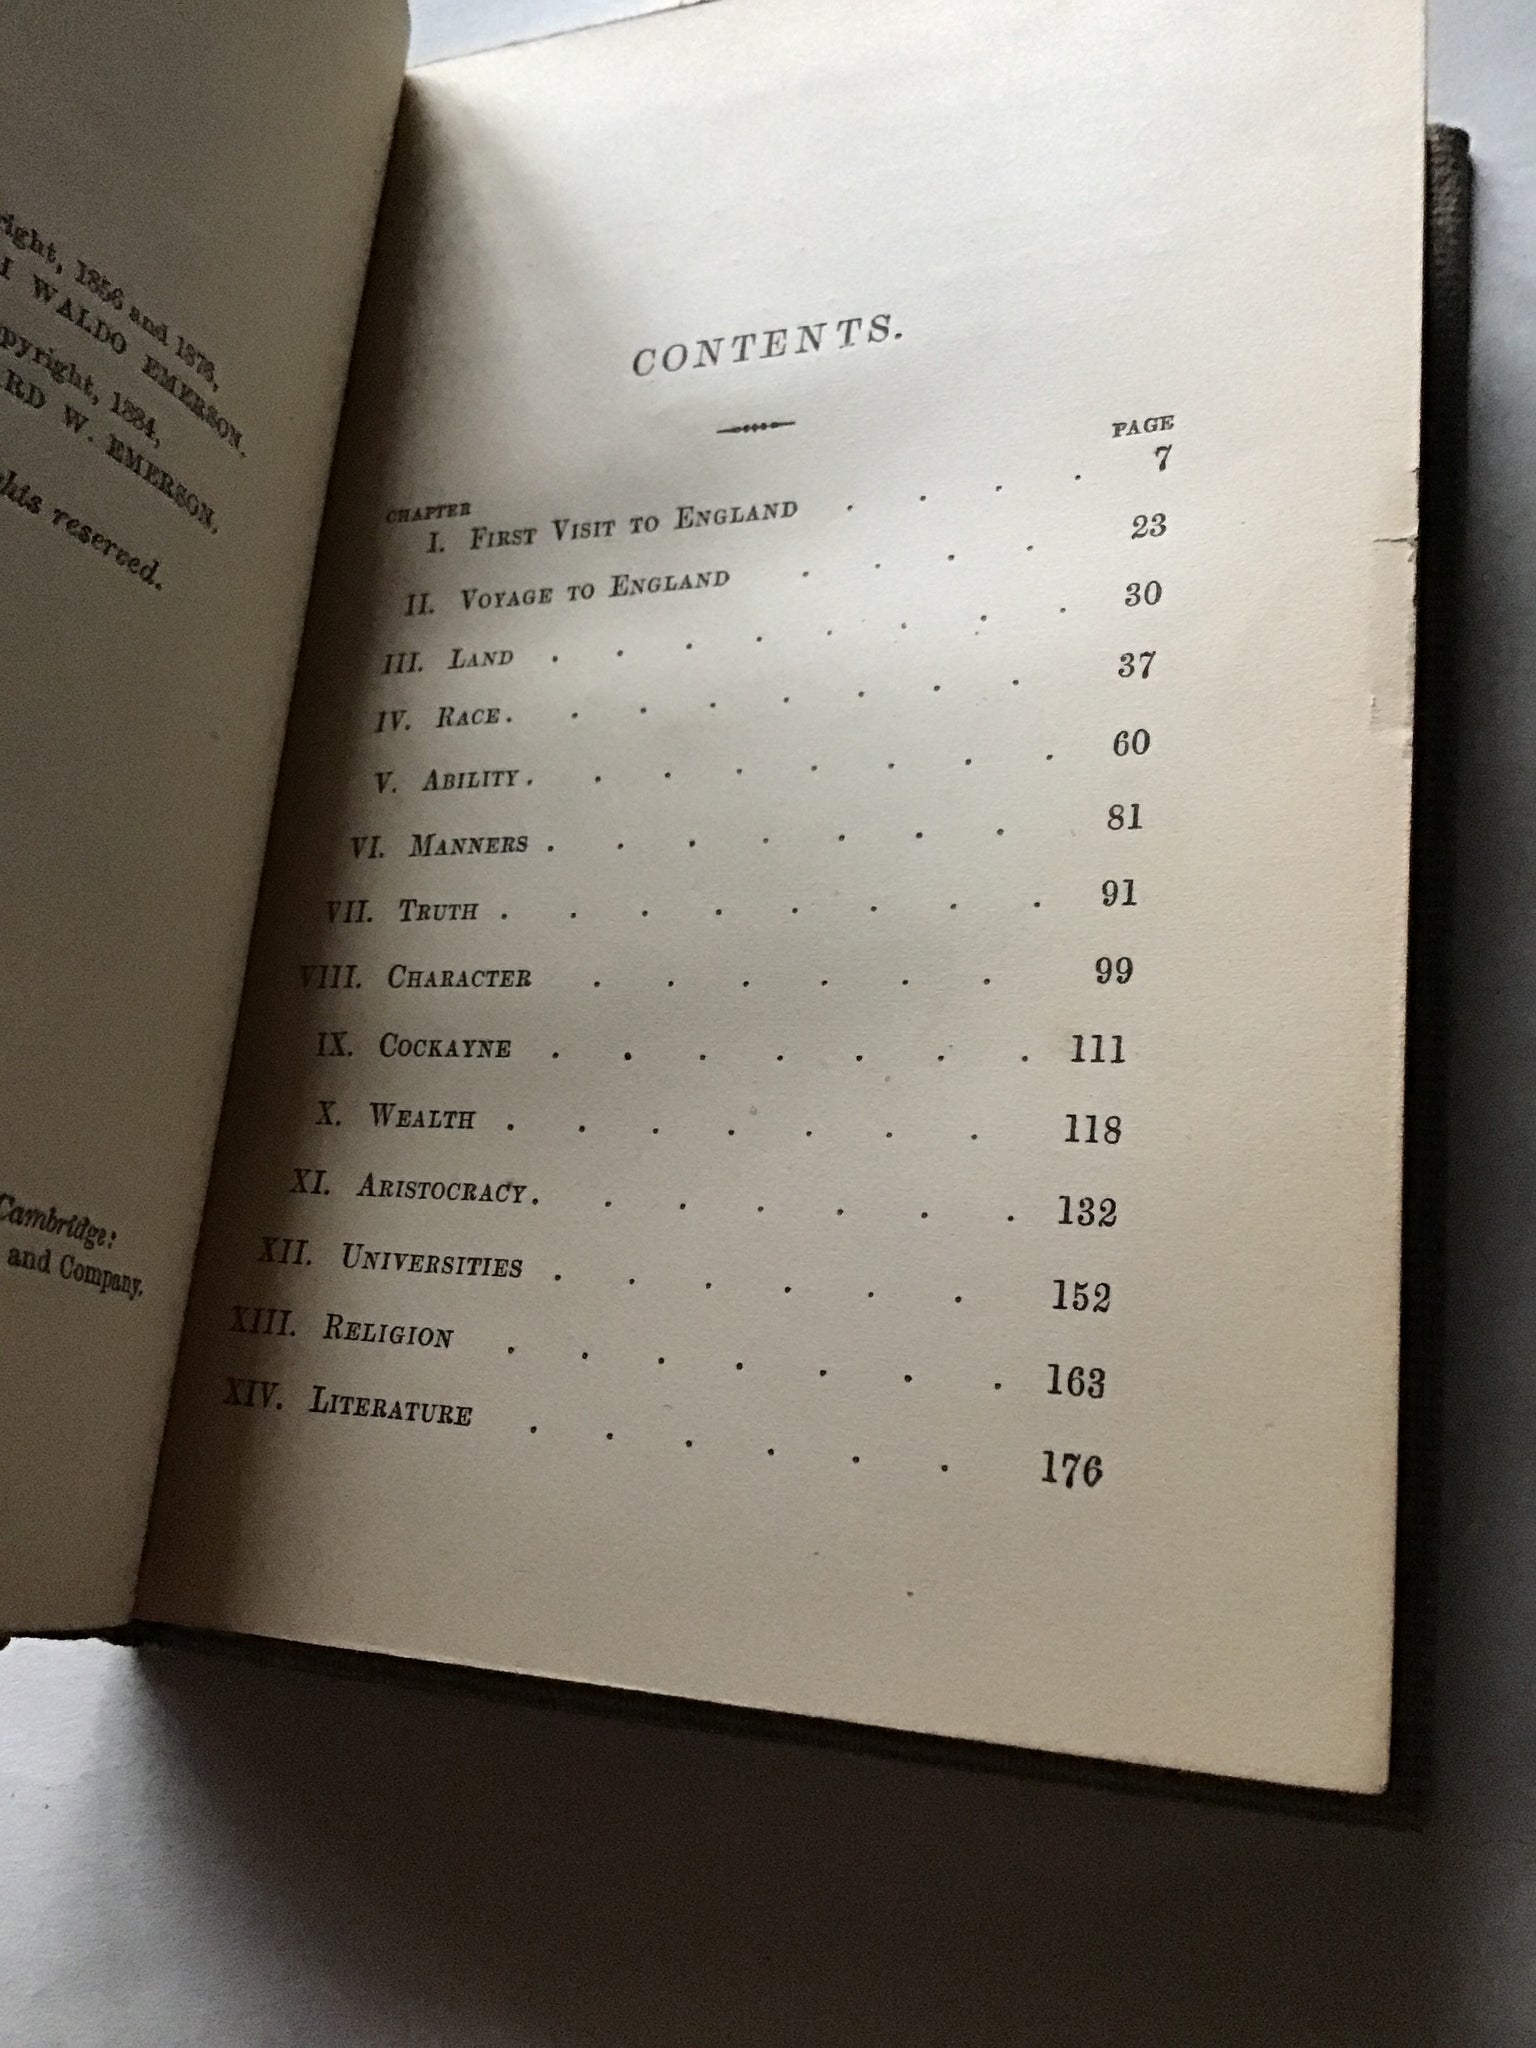 right, 1856 and 1876,
WALDO EMERSON.
pyright, 1884,
RD W. EMERSON,
hts reserved.
Cambridge:
and Company.
CONTENTS.
CHAPTER PAGE
I. FIRST VISIT TO ENGLAND . . . . 7
II. VOYAGE TO ENGLAND . . . . 23
III. LAND . . . . . . . . 30
IV. RACE . . . . . . . . 37
V. ABILITY . . . . . . . . 60
VI. MANNERS . . . . . . . 81
VII. TRUTH . . . . . . . . 91
VIII. CHARACTER . . . . . . 99
IX. COCKAYNE . . . . . . . 111
X. WEALTH . . . . . . . 118
XI. ARISTOCRACY . . . . . . . 132
XII. UNIVERSITIES . . . . . . 152
XIII. RELIGION . . . . . . . 163
XIV. LITERATURE . . . . . . 176